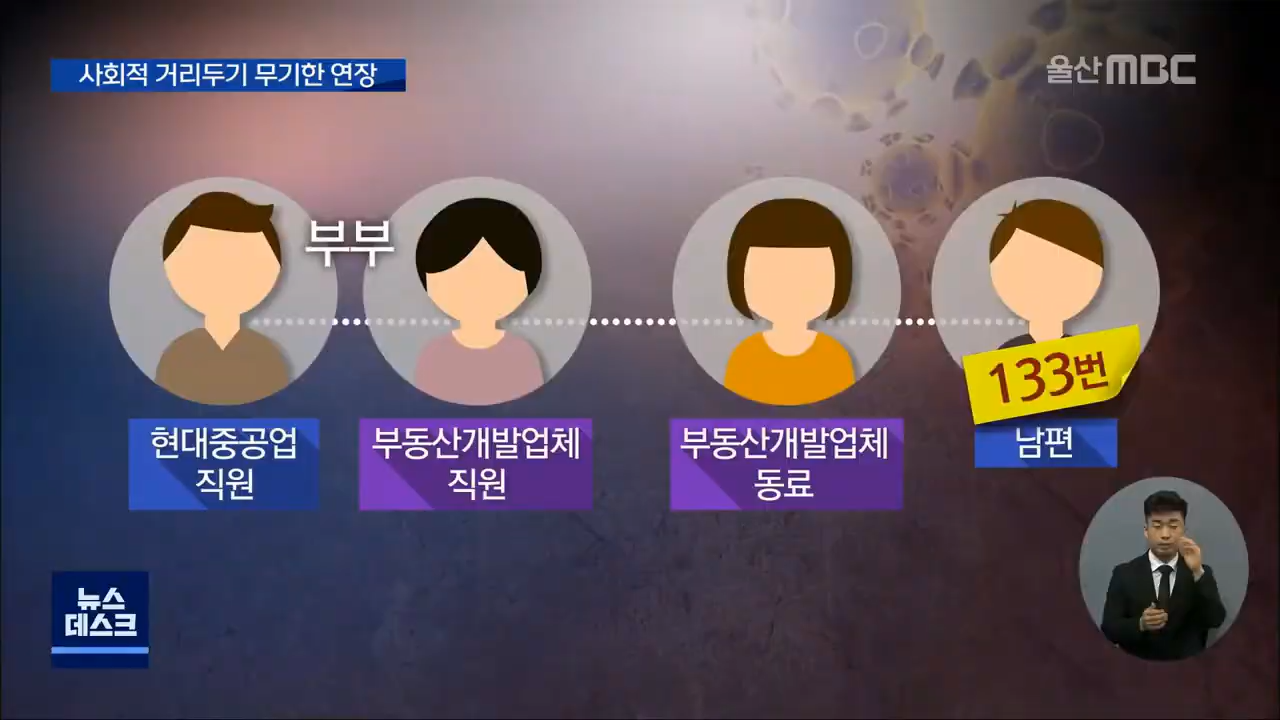 사회적 거리두기 무기한 연장
울산MBC
부부
133번
현대중공업
직원
부동산개발업체
직원
부동산개발업체
동료
남편
뉴스
데스크